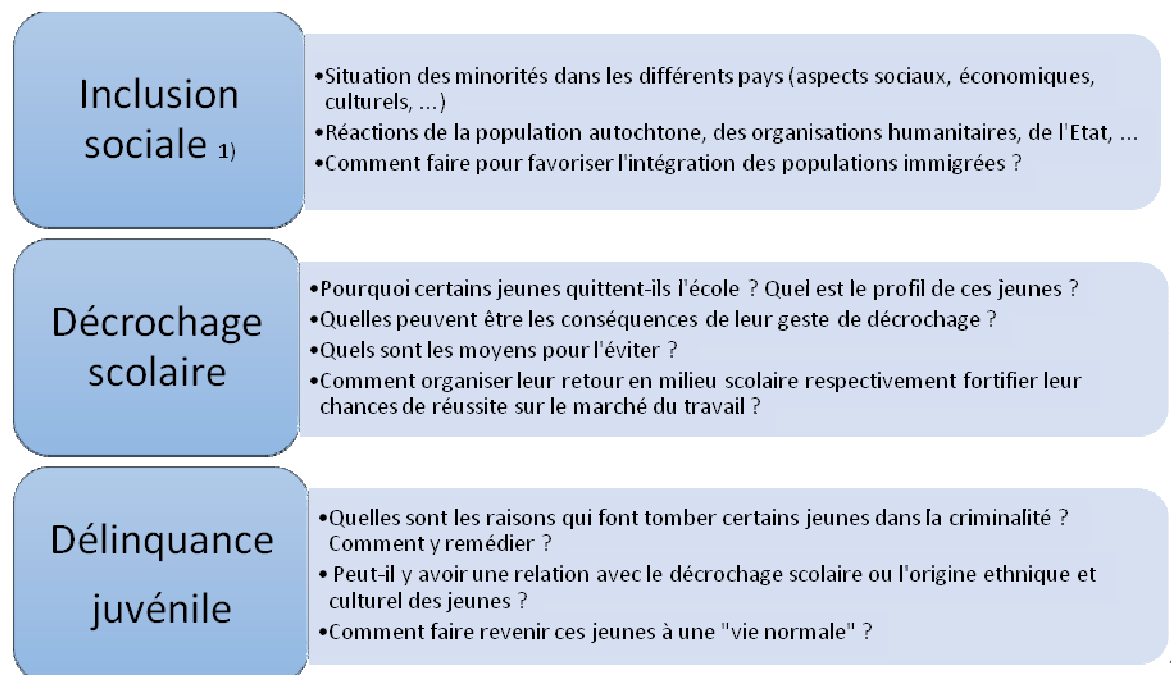 Inclusion
sociale 1)
•Situation des minorités dans les différents pays (aspects sociaux, économiques,
culturels, ...)
•Réactions de la population autochtone, des organisations humanitaires, de l'Etat, ...
•Comment faire pour favoriser l'intégration des populations immigrées ?
Décrochage
scolaire
•Pourquoi certains jeunes quittent-ils l'école ? Quel est le profil de ces jeunes ?
•Quelles peuvent être les conséquences de leur geste de décrochage ?
•Quels sont les moyens pour l'éviter ?
•Comment organiser leur retour en milieu scolaire respectivement fortifier leur
chances de réussite sur le marché du travail ?
Délinquance
juvénile
•Quelles sont les raisons qui font tomber certains jeunes dans la criminalité ?
Comment y remédier ?
• Peut-il y avoir une relation avec le décrochage scolaire ou l'origine ethnique et
culturel des jeunes ?
•Comment faire revenir ces jeunes à une "vie normale" ?